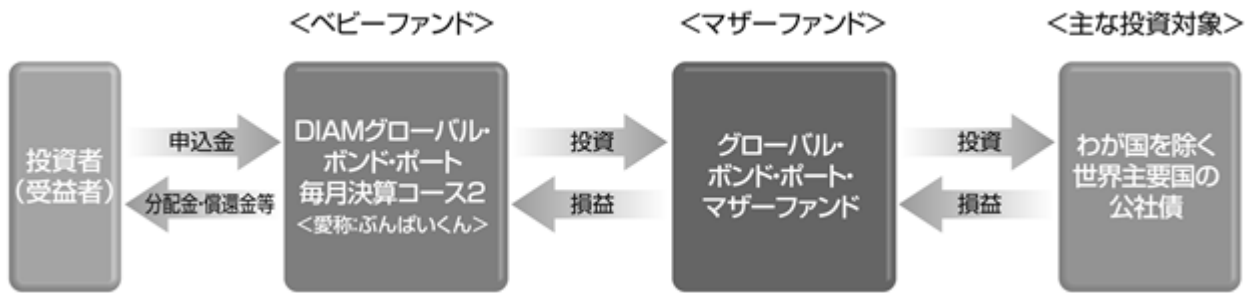 ＜ベビーファンド＞
＜マザーファンド＞
＜主な投資対象＞
投資者
（受益者）
申込金
分配金・償還金等
DIAMグローバル・
ボンド・ポート
毎月決算コース2
＜愛称:ぶんぱいくん＞
投資
損益
グローバル・
ボンド・ポート・
マザーファンド
投資
損益
わが国を除く
世界主要国の
公社債